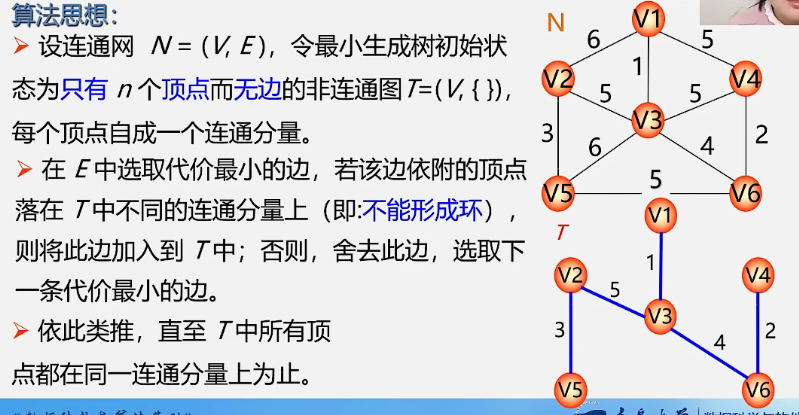 算法思想：
➢ 设连通网 N = (V, E )，令最小生成树初始状
态为只有 n 个顶点而无边的非连通图T=(V, { })，
每个顶点自成一个连通分量。
➢ 在 E 中选取代价最小的边，若该边依附的顶点
落在 T 中不同的连通分量上（即:不能形成环），
则将此边加入到 T 中；否则，舍去此边，选取下
一条代价最小的边。
➢ 依此类推，直至 T 中所有顶
点都在同一连通分量上为止。
N
V1
6
5
1
V2
V4
5
5
V3
3
2
6
4
V5
5
V6
T
V1
1
V2
V4
5
V3
3
2
4
V5
V6